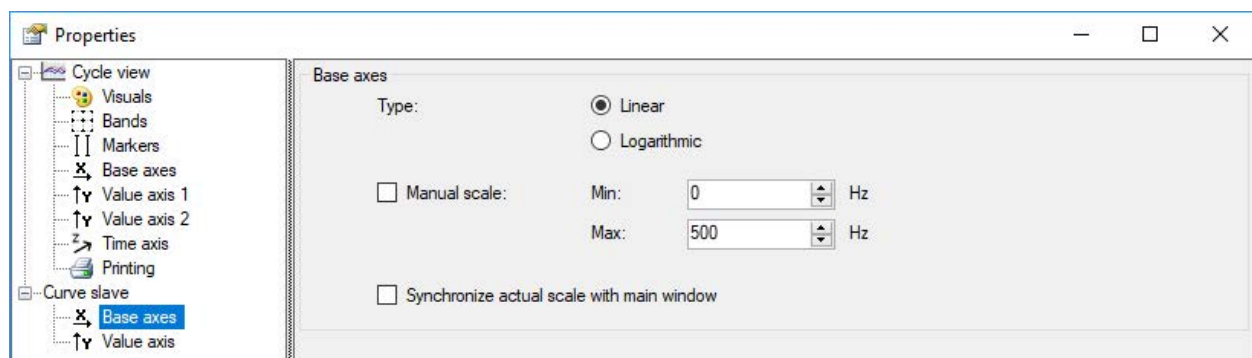 Properties
Cycle view
Visuals
Bands
Markers
X Base axes
Y Value axis 1
Y Value axis 2
Z Time axis
Printing
Curve slave
X Base axes
Y Value axis
Base axes
Type:
Linear
Logarithmic
Manual scale: Min: 0 Hz
Max: 500 Hz
Synchronize actual scale with main window